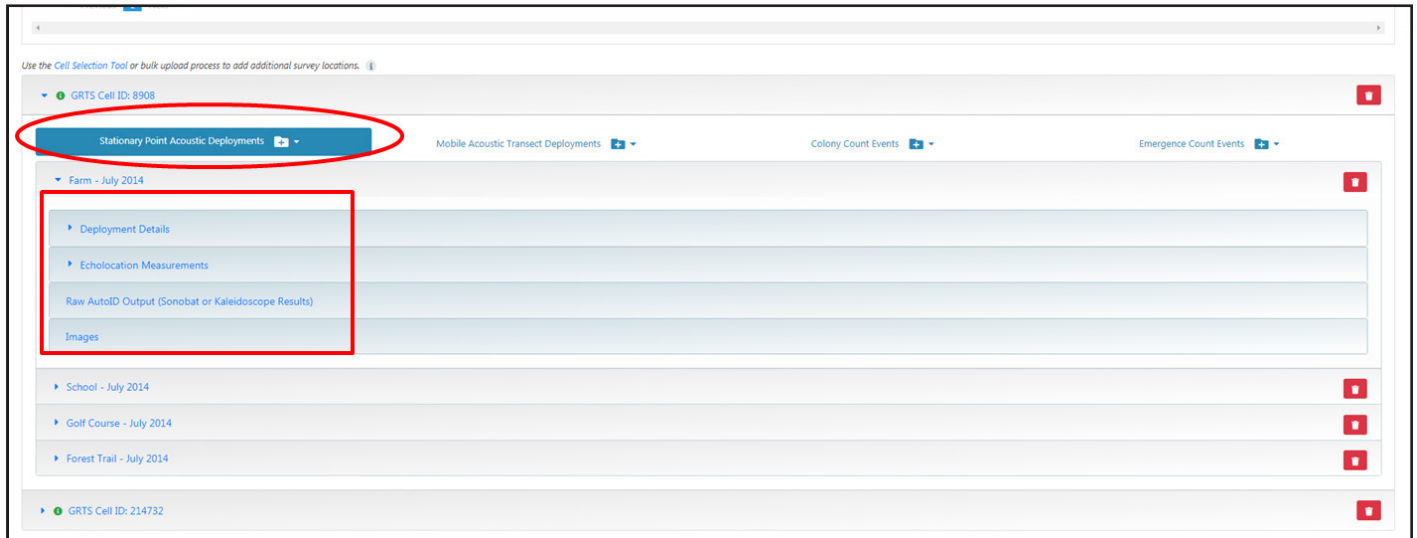 Use the Cell Selection Tool or bulk upload process to add additional survey locations.
GRTS Cell ID: 8908
Stationary Point Acoustic Deployments
Mobile Acoustic Transect Deployments
Colony Count Events
Emergence Count Events
Farm - July 2014
Deployment Details
Echolocation Measurements
Raw AutoID Output (Sonobat or Kaleidoscope Results)
Images
School - July 2014
Golf Course - July 2014
Forest Trail - July 2014
GRTS Cell ID: 214732